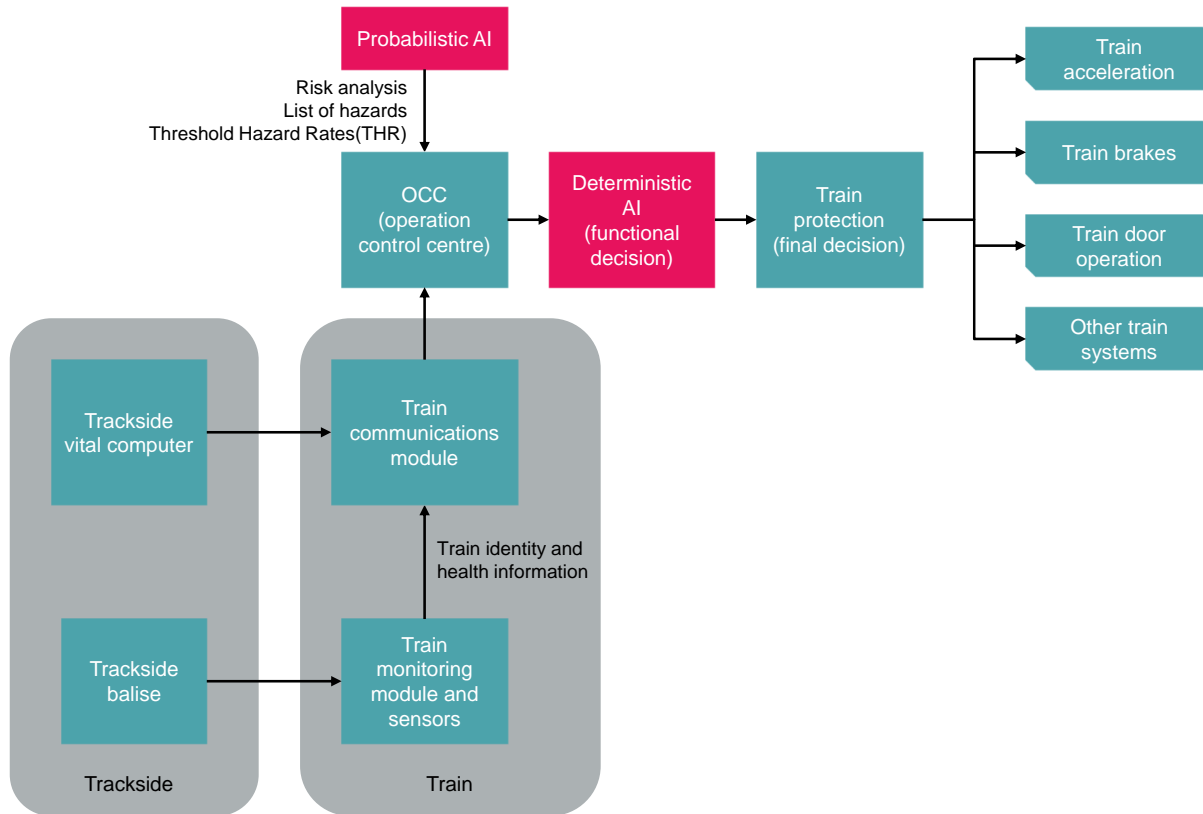 Probabilistic AI
Risk analysis
List of hazards
Threshold Hazard Rates(THR)
OCC
(operation
control centre)
Deterministic
AI
(functional
decision)
Train
protection
(final decision)
Train
acceleration
Train brakes
Train door
operation
Other train
systems
Trackside
vital computer
Train
communications
module
Train identity and
health information
Trackside
balise
Train
monitoring
module and
sensors
Trackside
Train